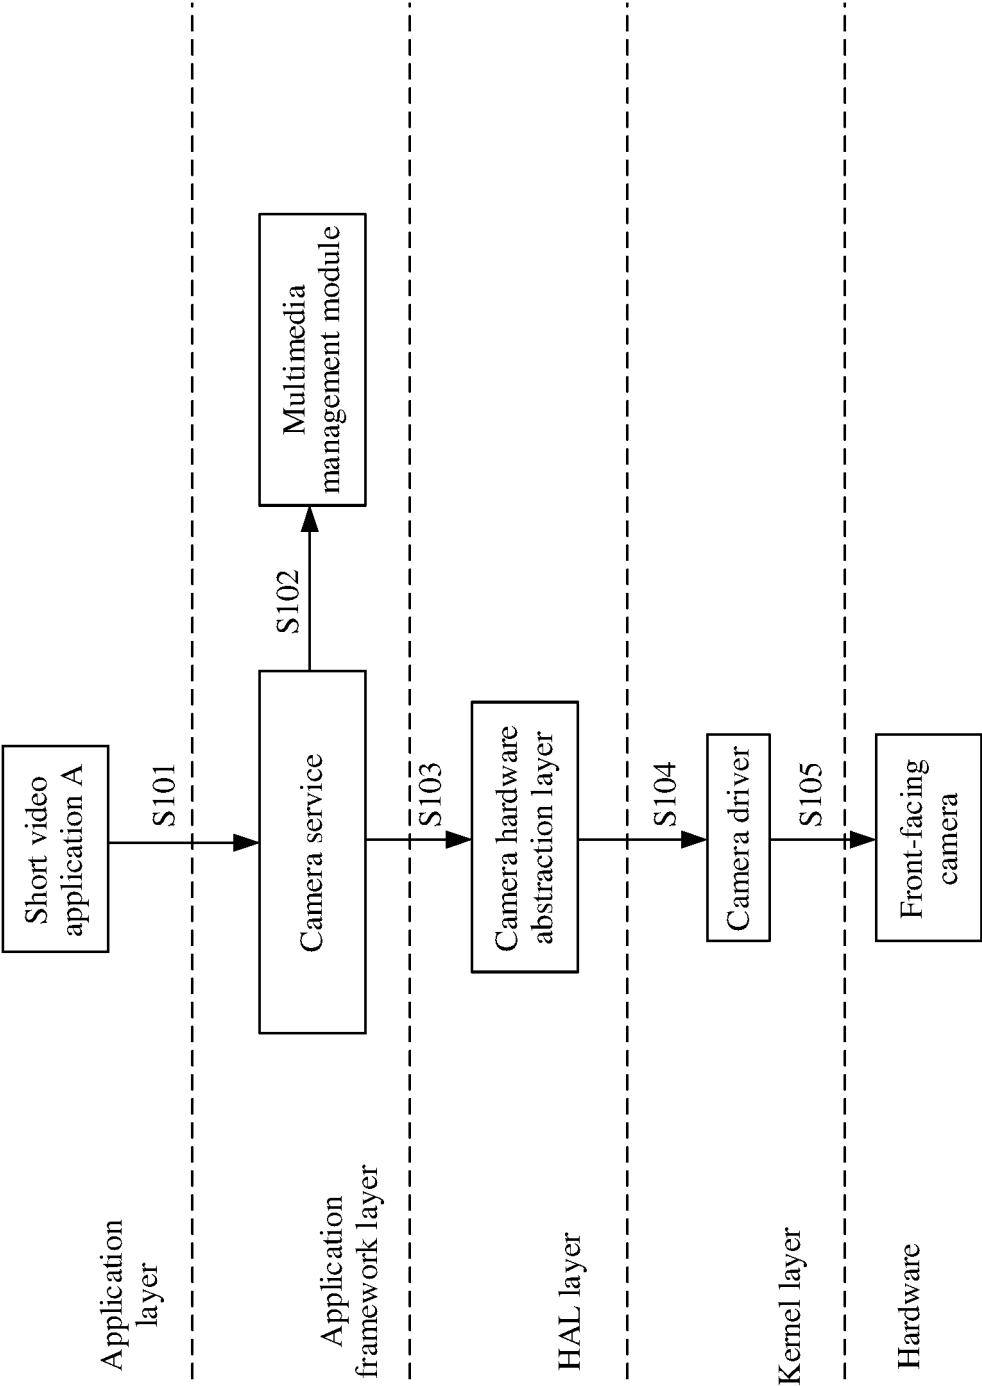 Application
layer
Short video
application A
S101
Application
framework layer
Camera service
S102
Multimedia
management module
S103
HAL layer
Camera hardware
abstraction layer
S104
Kernel layer
Camera driver
S105
Hardware
Front-facing
camera